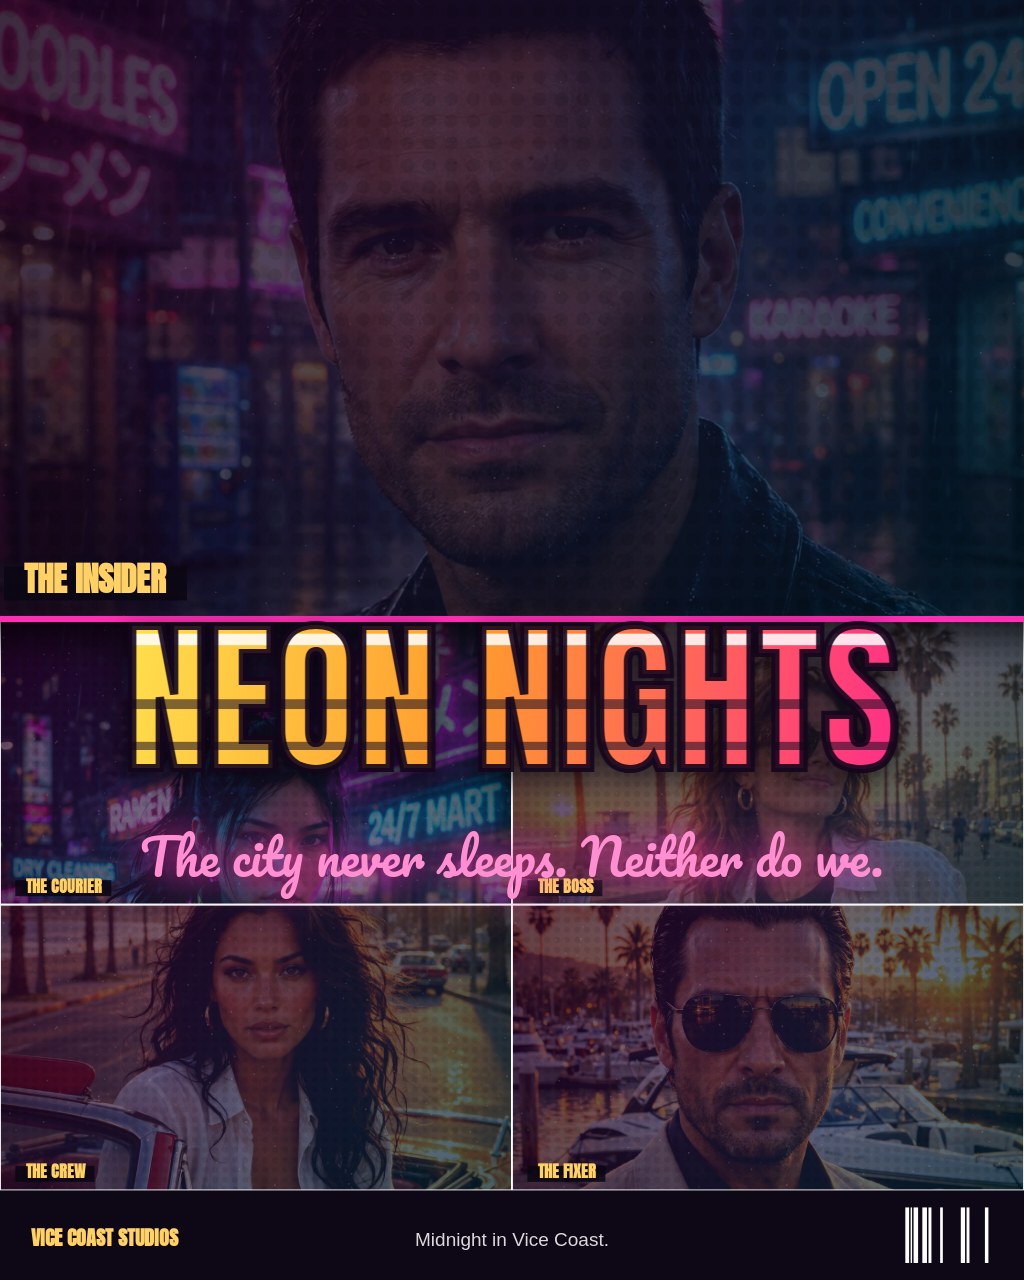 OODLES
ラーメン
OPEN 24
CONVENIENC
KARAOKE
THE INSIDER
NEON NIGHTS
RAMEN
24/7 MART
DRY CLEANING
The city never sleeps. Neither do we.
THE COURIER
THE BOSS
THE CREW
THE FIXER
VICE COAST STUDIOS
Midnight in Vice Coast.